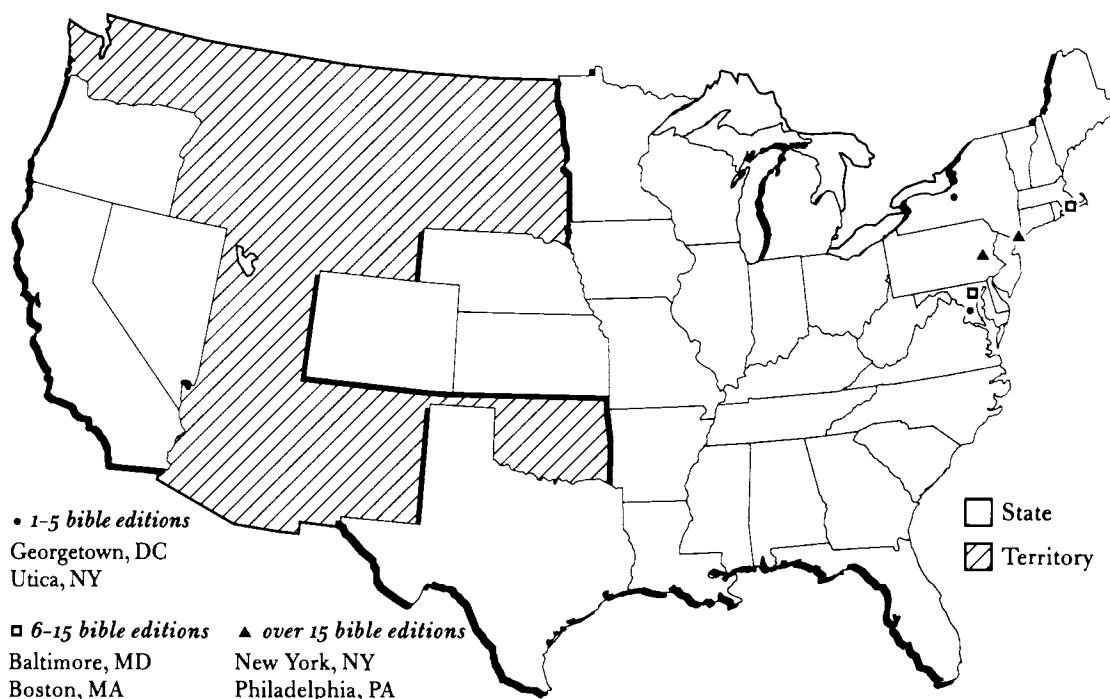 • 1–5 bible editions
Georgetown, DC
Utica, NY
6–15 bible editions
Baltimore, MD
Boston, MA
▲ over 15 bible editions
New York, NY
Philadelphia, PA
State
Territory